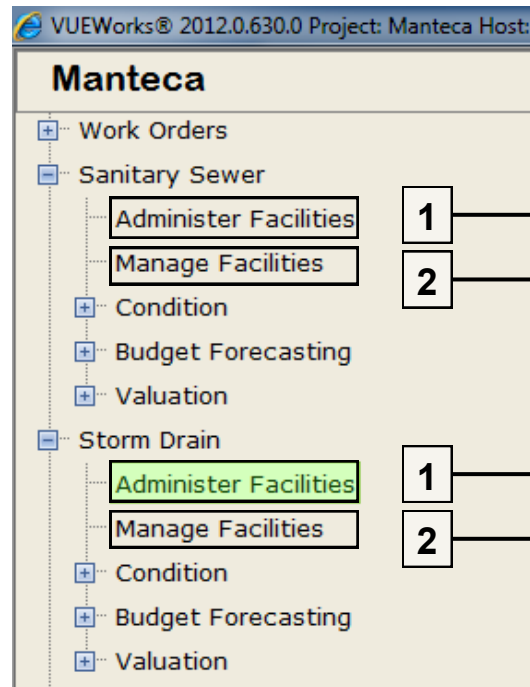 VUEWorks® 2012.0.630.0 Project: Manteca Host:
Manteca
Work Orders
Sanitary Sewer
Administer Facilities 1
Manage Facilities 2
Condition
Budget Forecasting
Valuation
Storm Drain
Administer Facilities 1
Manage Facilities 2
Condition
Budget Forecasting
Valuation